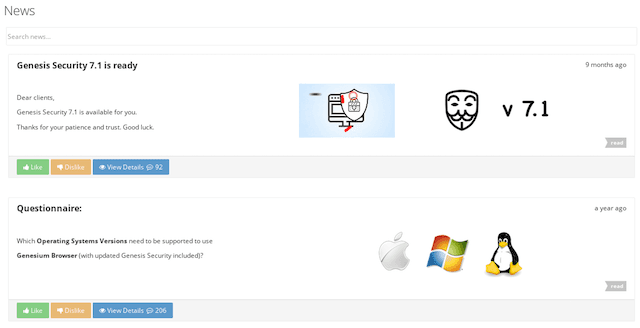 News
Search news...
Genesis Security 7.1 is ready
9 months ago
Dear clients,
Genesis Security 7.1 is available for you.
Thanks for your patience and trust. Good luck.
v 7.1
read
Like
Dislike
View Details 92
Questionnaire:
a year ago
Which Operating Systems Versions need to be supported to use
Genesium Browser (with updated Genesis Security included)?
read
Like
Dislike
View Details 206